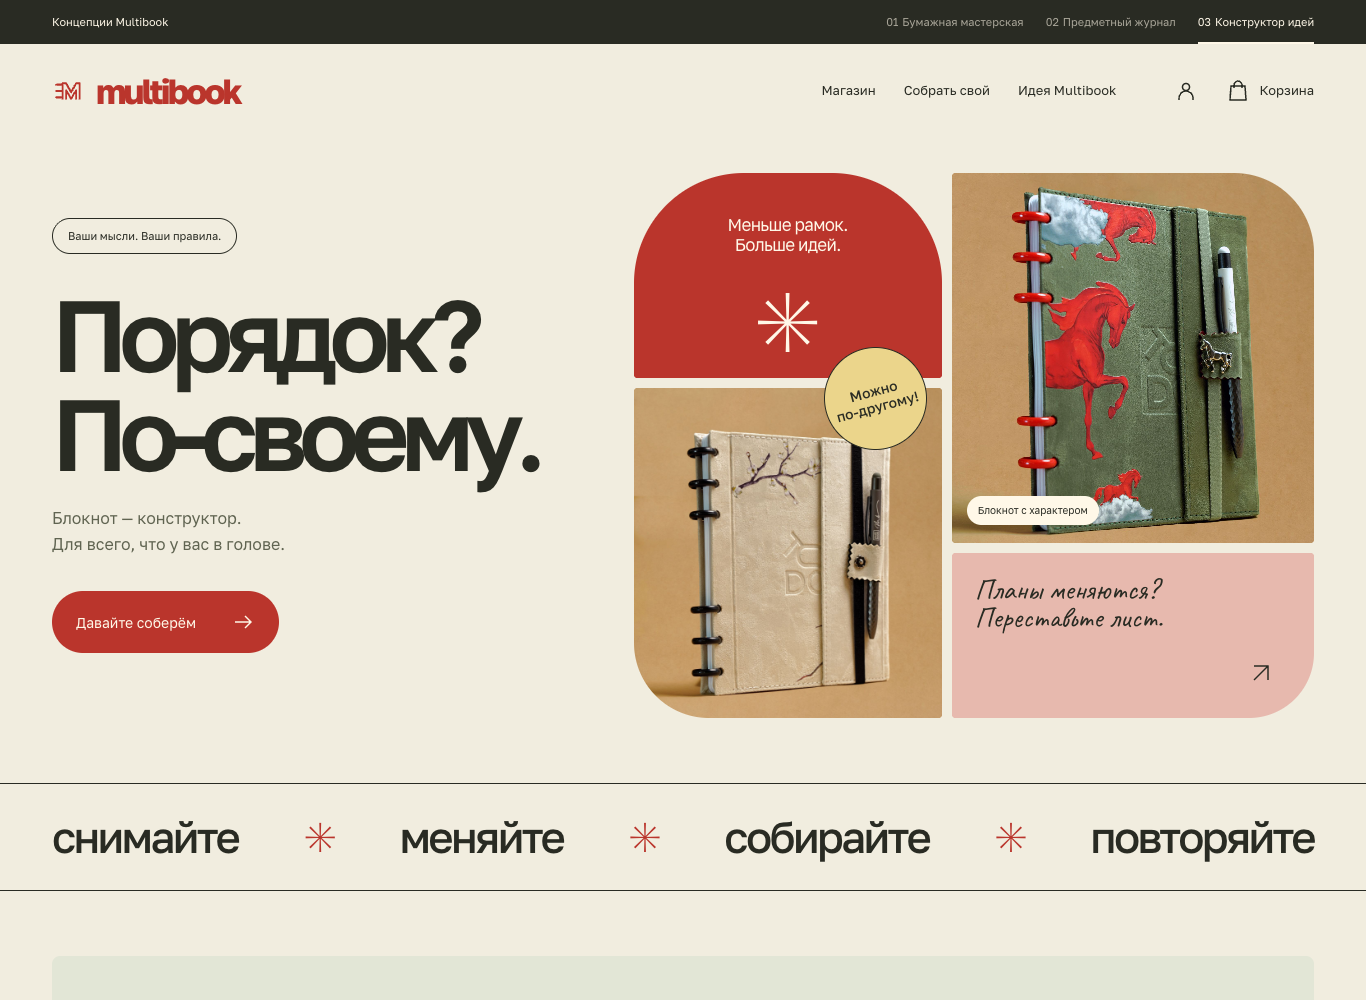 Концепции Multibook
01 Бумажная мастерская
02 Предметный журнал
03 Конструктор идей
multibook
Магазин
Собрать свой
Идея Multibook
Корзина
Ваши мысли. Ваши правила.
Порядок?
По-своему.
Блокнот — конструктор.
Для всего, что у вас в голове.
Давайте соберём
Меньше рамок.
Больше идей.
Можно
по-другому!
Блокнот с характером
Планы меняются?
Переставьте лист.
снимайте
меняйте
собирайте
повторяйте